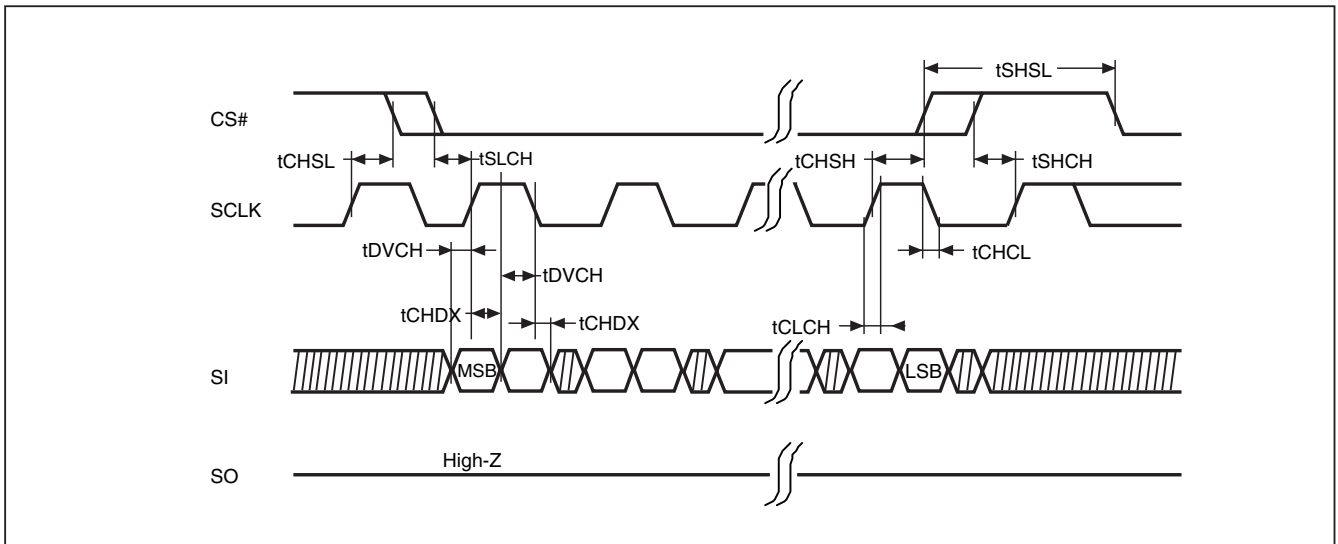 tSHSL
CS#
tCHSL
tSLCH
tCHSH
tSHCH
SCLK
tDVCH
tCHCL
tDVCH
tCHDX
tCHDX
tCLCH
SI
MSB
LSB
High-Z
SO